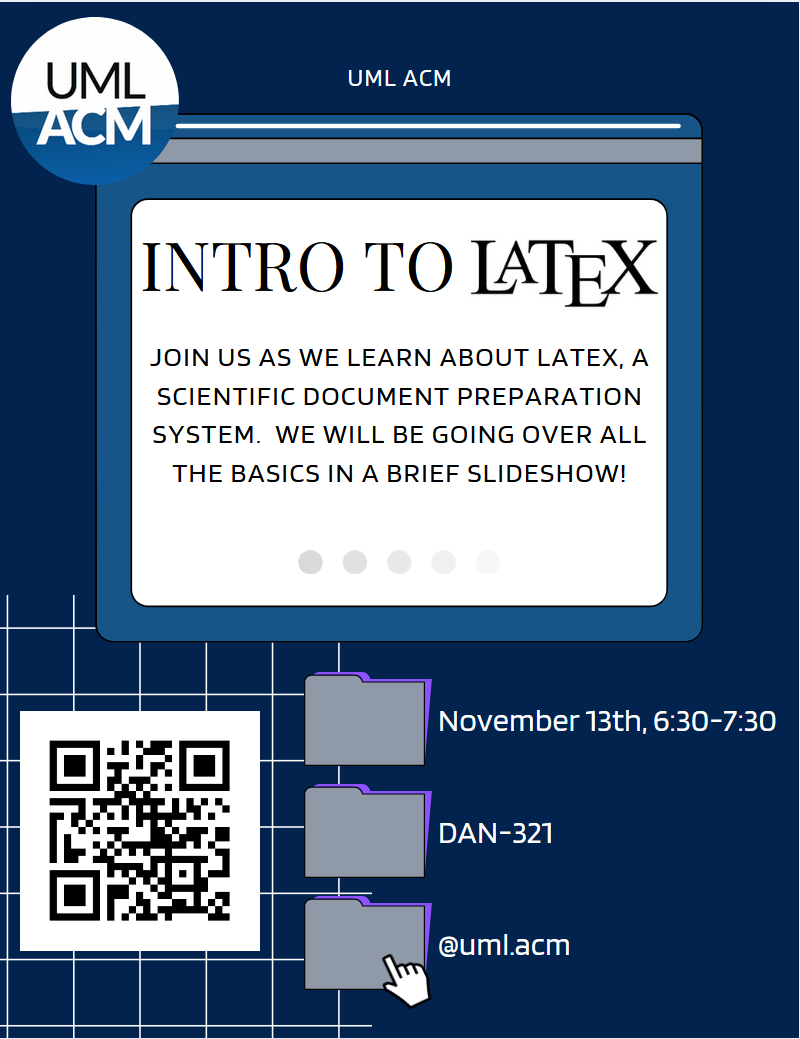 UML
ACM
UML ACM
INTRO TO LATEX
JOIN US AS WE LEARN ABOUT LATEX, A
SCIENTIFIC DOCUMENT PREPARATION
SYSTEM.  WE WILL BE GOING OVER ALL
THE BASICS IN A BRIEF SLIDESHOW!
November 13th, 6:30-7:30
DAN-321
@uml.acm